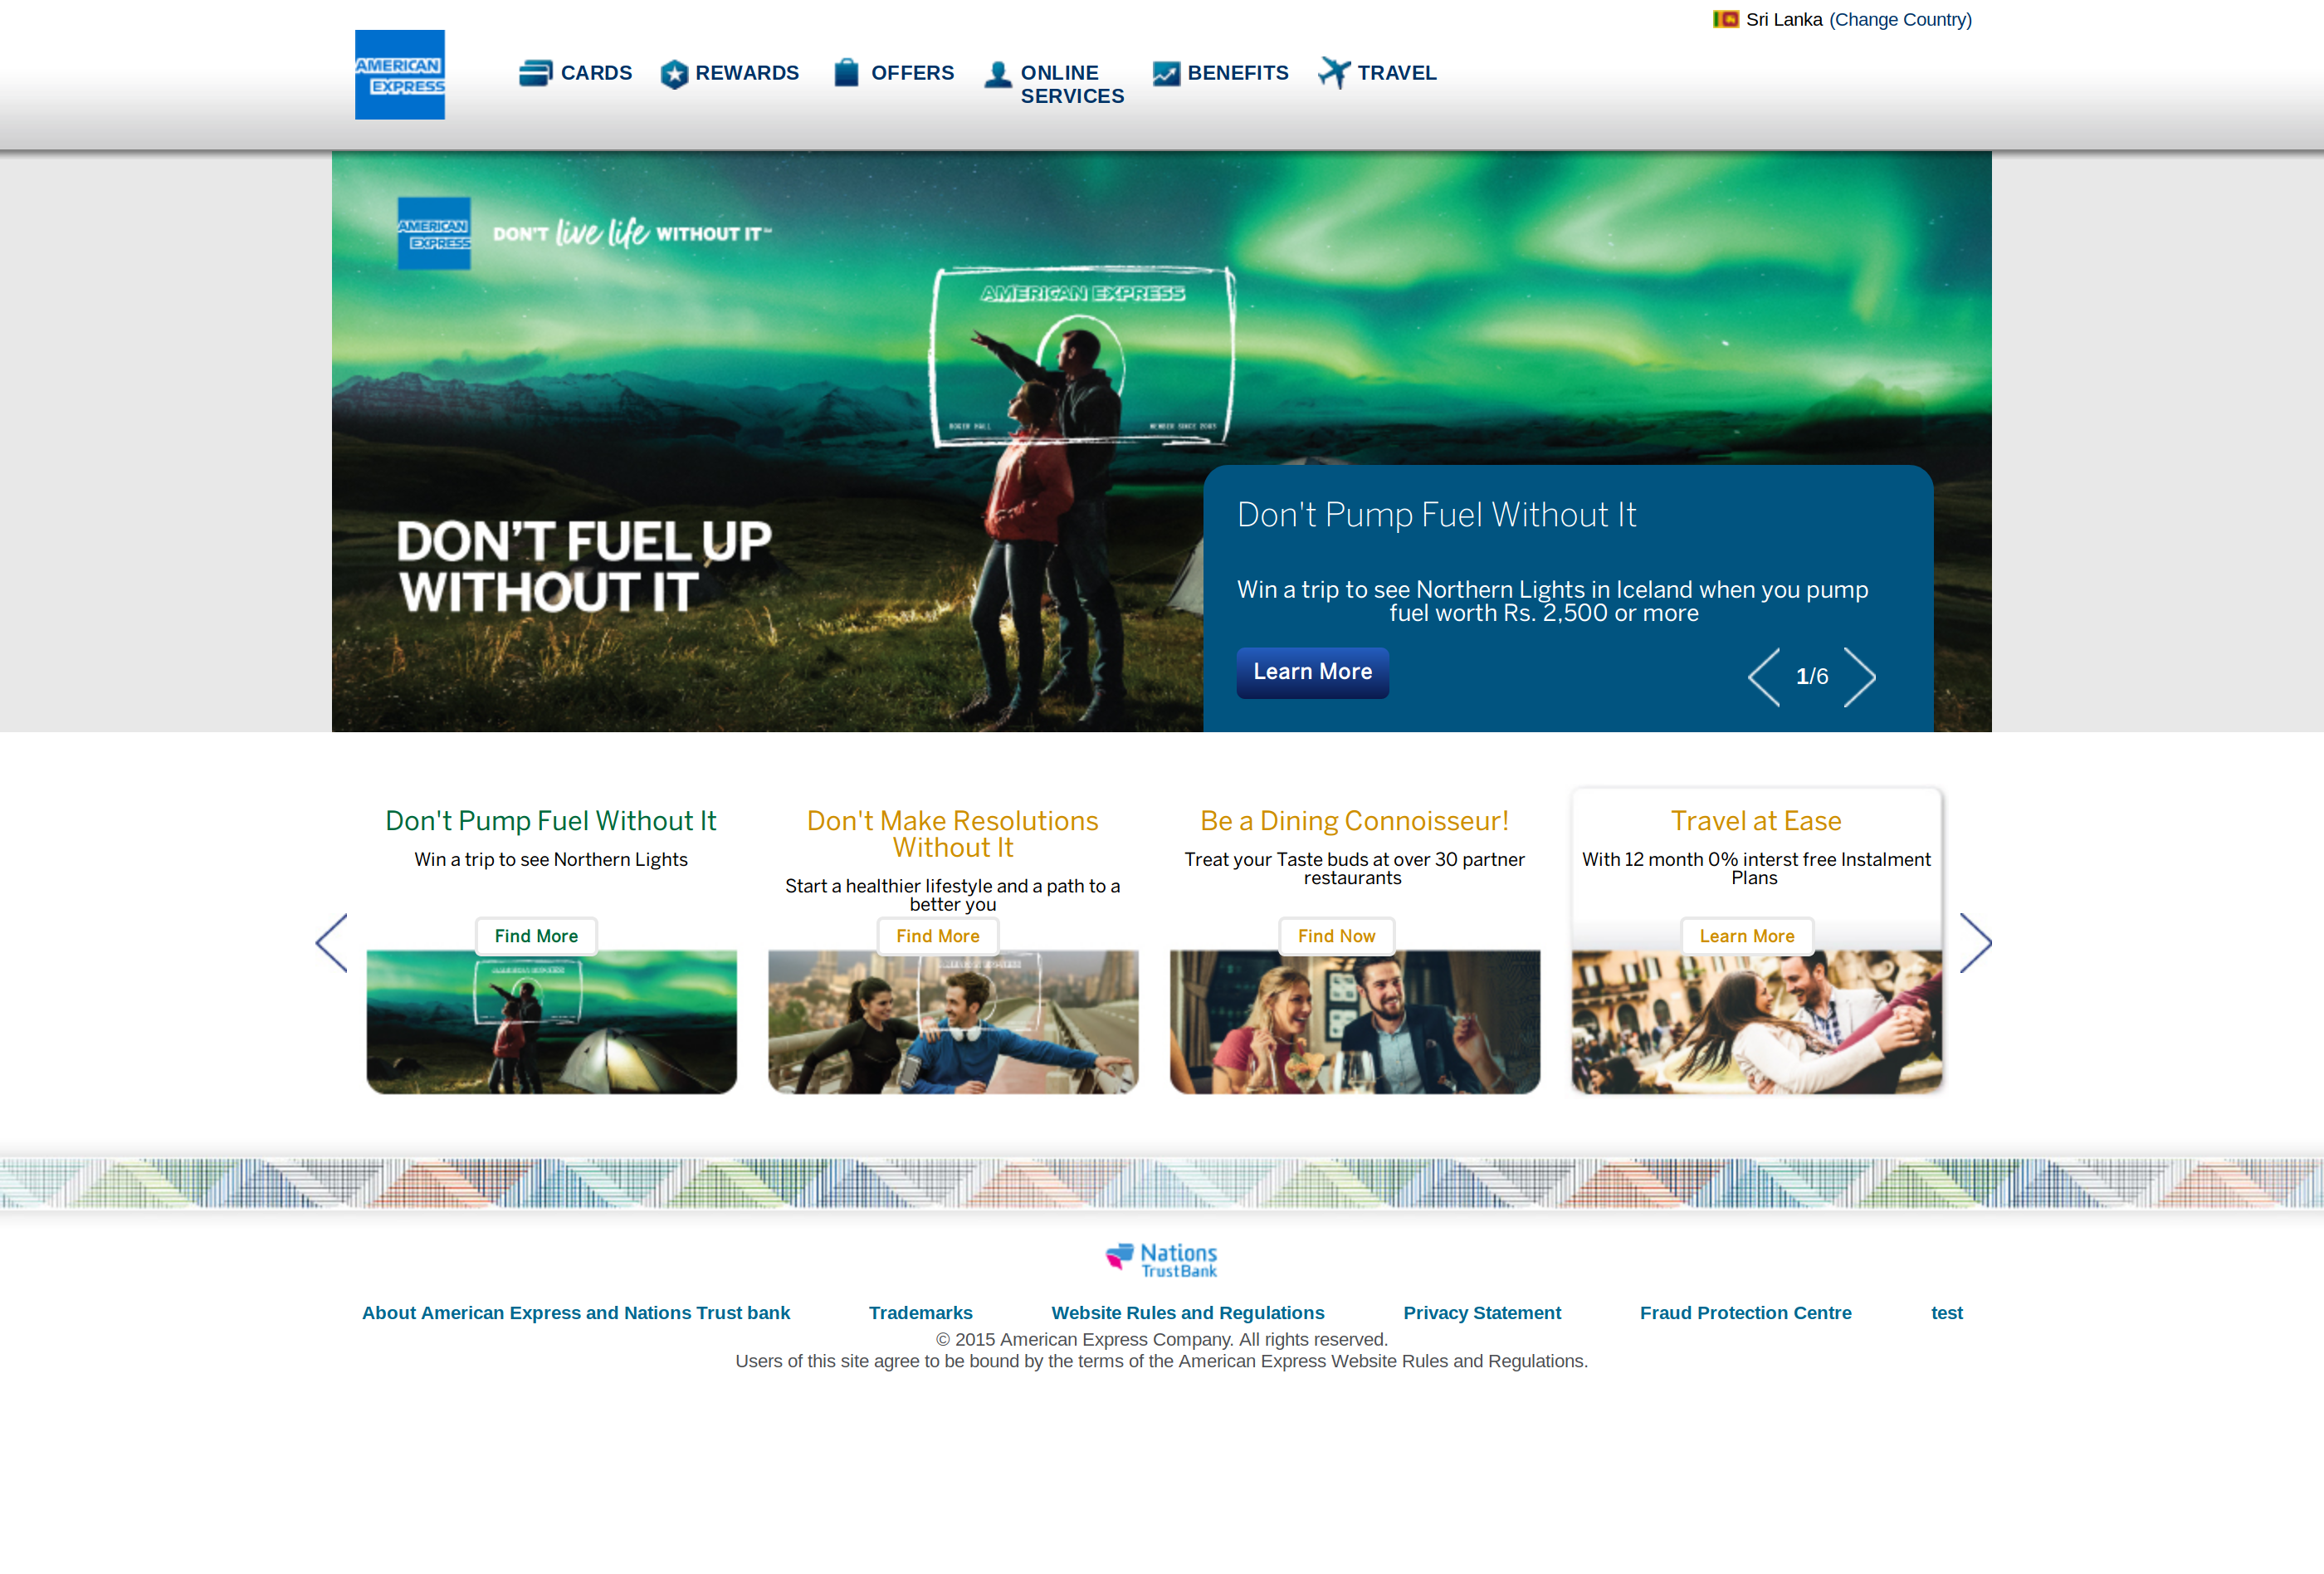 Sri Lanka (Change Country)
AMERICAN
EXPRESS
CARDS
REWARDS
OFFERS
ONLINE
SERVICES
BENEFITS
TRAVEL
AMERICAN
EXPRESS
DON'T live life WITHOUT IT
AMERICAN EXPRESS
MEMBER SINCE 2003
DON'T FUEL UP
WITHOUT IT
Don't Pump Fuel Without It
Win a trip to see Northern Lights in Iceland when you pump
fuel worth Rs. 2,500 or more
Learn More
1/6
Don't Pump Fuel Without It
Win a trip to see Northern Lights
Find More
Don't Make Resolutions
Without It
Start a healthier lifestyle and a path to a
better you
Find More
Be a Dining Connoisseur!
Treat your Taste buds at over 30 partner
restaurants
Find Now
Travel at Ease
With 12 month 0% interst free Instalment
Plans
Learn More
Nations
TrustBank
About American Express and Nations Trust bank
Trademarks
Website Rules and Regulations
Privacy Statement
Fraud Protection Centre
test
© 2015 American Express Company. All rights reserved.
Users of this site agree to be bound by the terms of the American Express Website Rules and Regulations.